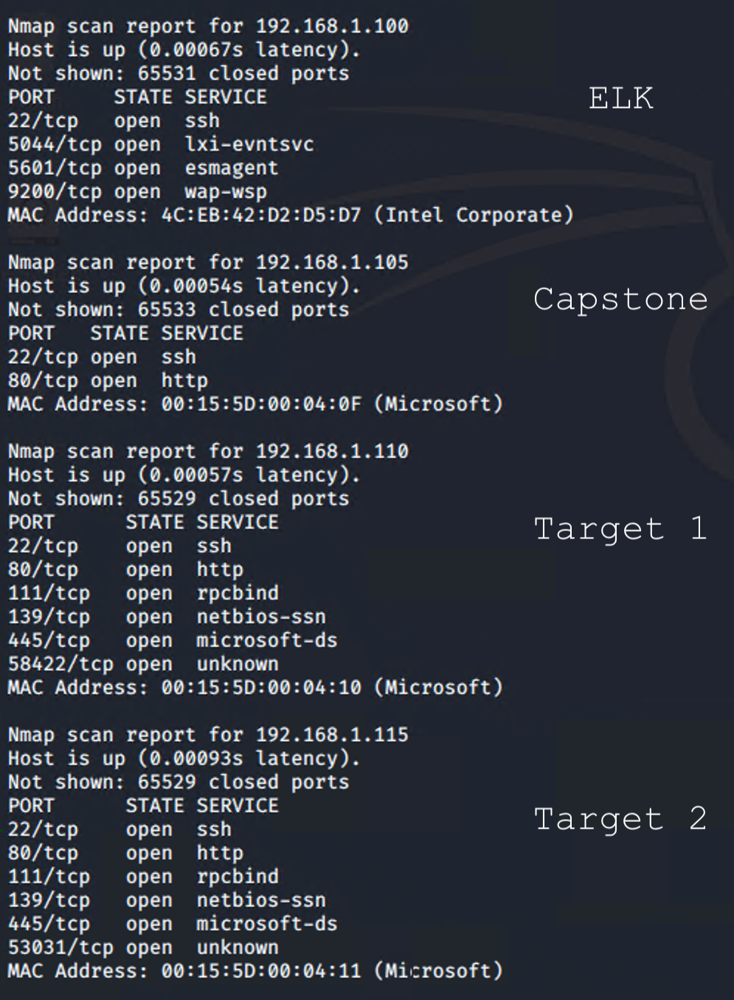 Nmap scan report for 192.168.1.100
Host is up (0.00067s latency).
Not shown: 65531 closed ports
PORT     STATE SERVICE
22/tcp   open  ssh
5044/tcp open  lxi-evntsvc
5601/tcp open  esmagent
9200/tcp open  wap-wsp
MAC Address: 4C:EB:42:D2:D5:D7 (Intel Corporate)
ELK
Nmap scan report for 192.168.1.105
Host is up (0.00054s latency).
Not shown: 65533 closed ports
PORT   STATE SERVICE
22/tcp open  ssh
80/tcp open  http
MAC Address: 00:15:5D:00:04:0F (Microsoft)
Capstone
Nmap scan report for 192.168.1.110
Host is up (0.00057s latency).
Not shown: 65529 closed ports
PORT      STATE SERVICE
22/tcp    open  ssh
80/tcp    open  http
111/tcp   open  rpcbind
139/tcp   open  netbios-ssn
445/tcp   open  microsoft-ds
58422/tcp open  unknown
MAC Address: 00:15:5D:00:04:10 (Microsoft)
Target 1
Nmap scan report for 192.168.1.115
Host is up (0.00093s latency).
Not shown: 65529 closed ports
PORT      STATE SERVICE
22/tcp    open  ssh
80/tcp    open  http
111/tcp   open  rpcbind
139/tcp   open  netbios-ssn
445/tcp   open  microsoft-ds
53031/tcp open  unknown
MAC Address: 00:15:5D:00:04:11 (Microsoft)
Target 2